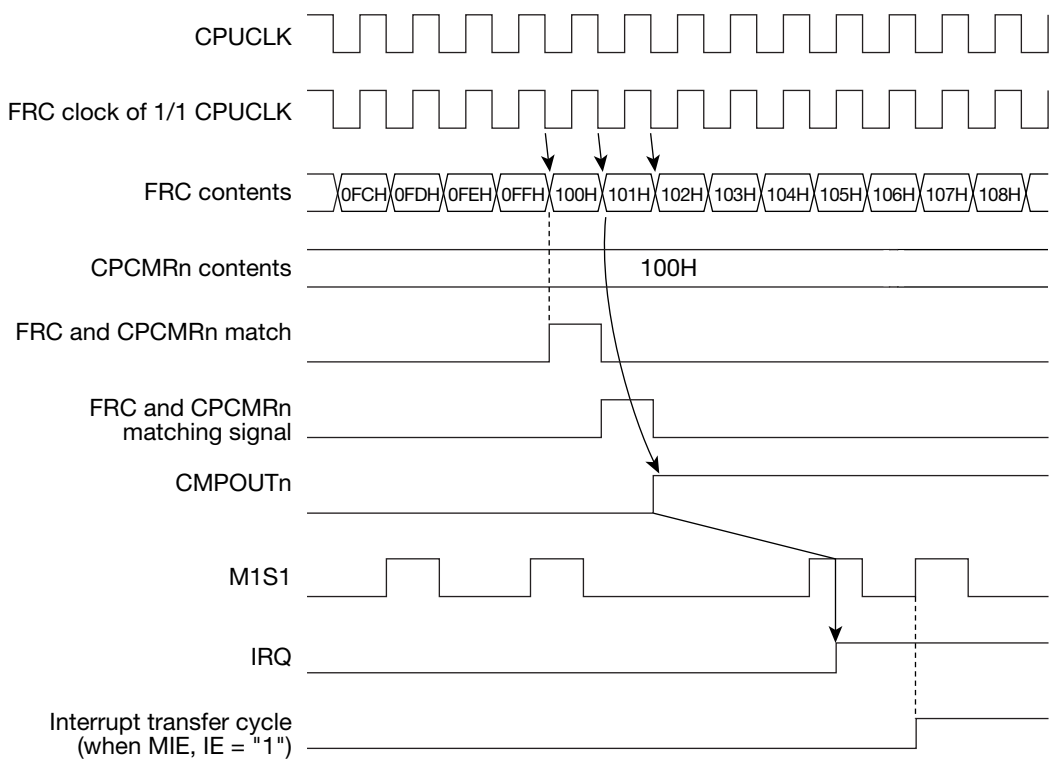 CPUCLK
FRC clock of 1/1 CPUCLK
FRC contents
0FCH 0FDH 0FEH 0FFH 100H 101H 102H 103H 104H 105H 106H 107H 108H
CPCMRn contents
100H
FRC and CPCMRn match
FRC and CPCMRn
matching signal
CMPOUTn
M1S1
IRQ
Interrupt transfer cycle
(when MIE, IE = "1")